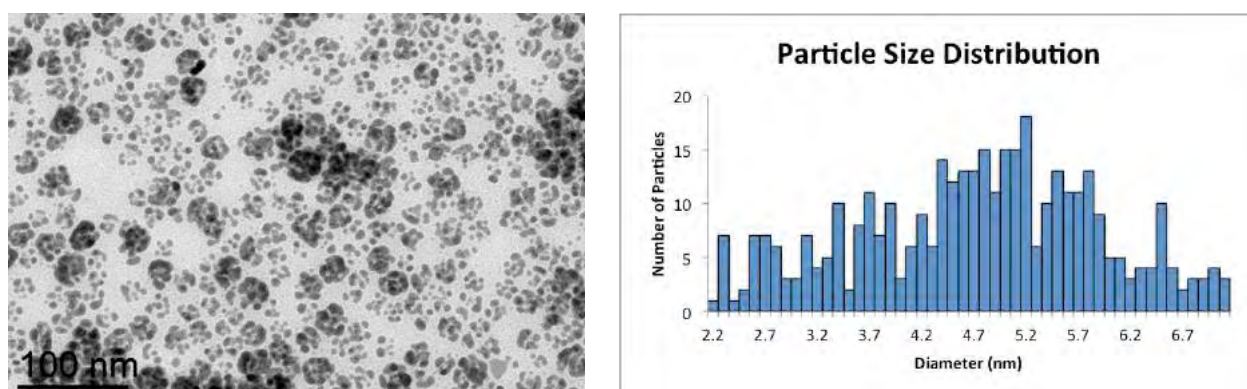 100 nm
Particle Size Distribution
20
15
10
5
0
Number of Particles
2.2 2.7 3.2 3.7 4.2 4.7 5.2 5.7 6.2 6.7
Diameter (nm)